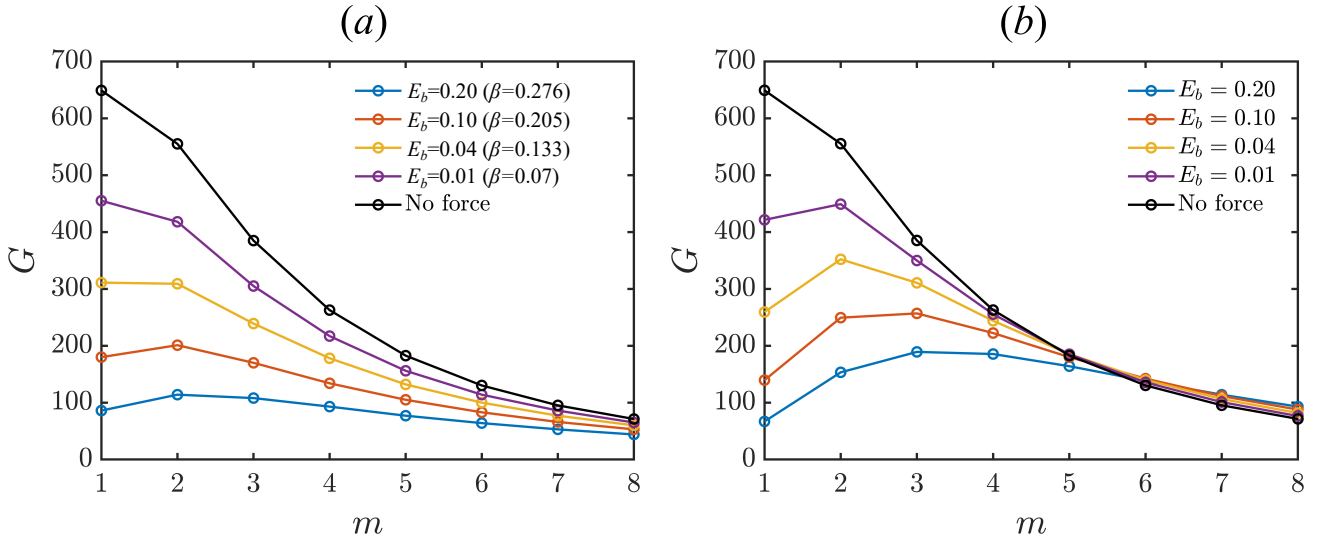 (a)
700
600
500
400
300
200
100
0
G
1 2 3 4 5 6 7 8
m
E_b=0.20 (β=0.276)
E_b=0.10 (β=0.205)
E_b=0.04 (β=0.133)
E_b=0.01 (β=0.07)
No force
(b)
700
600
500
400
300
200
100
0
G
1 2 3 4 5 6 7 8
m
E_b = 0.20
E_b = 0.10
E_b = 0.04
E_b = 0.01
No force